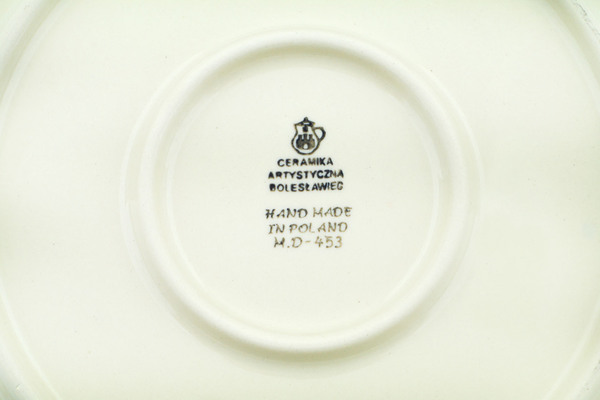 CERAMIKA
ARTYSTYCZNA
BOLESŁAWIEC
HAND MADE
IN POLAND
M.D-453